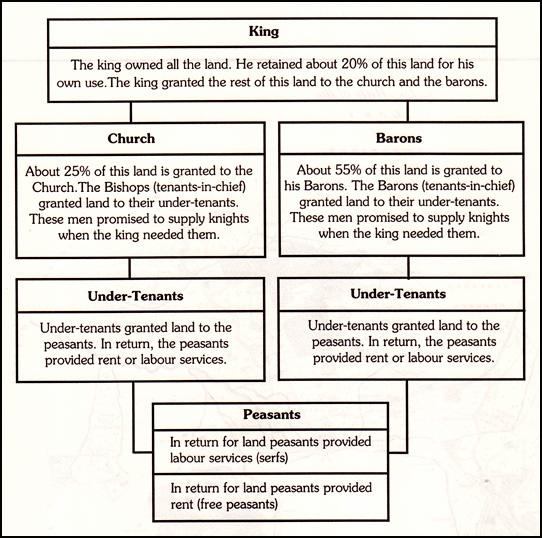 King
The king owned all the land. He retained about 20% of this land for his
own use.The king granted the rest of this land to the church and the barons.
Church
About 25% of this land is granted to the
Church.The Bishops (tenants-in-chief)
granted land to their under-tenants.
These men promised to supply knights
when the king needed them.
Barons
About 55% of this land is granted to
his Barons. The Barons (tenants-in-chief)
granted land to their under-tenants.
These men promised to supply knights
when the king needed them.
Under-Tenants
Under-tenants granted land to the
peasants. In return, the peasants
provided rent or labour services.
Under-Tenants
Under-tenants granted land to the
peasants. In return, the peasants
provided rent or labour services.
Peasants
In return for land peasants provided
labour services (serfs)
In return for land peasants provided
rent (free peasants)